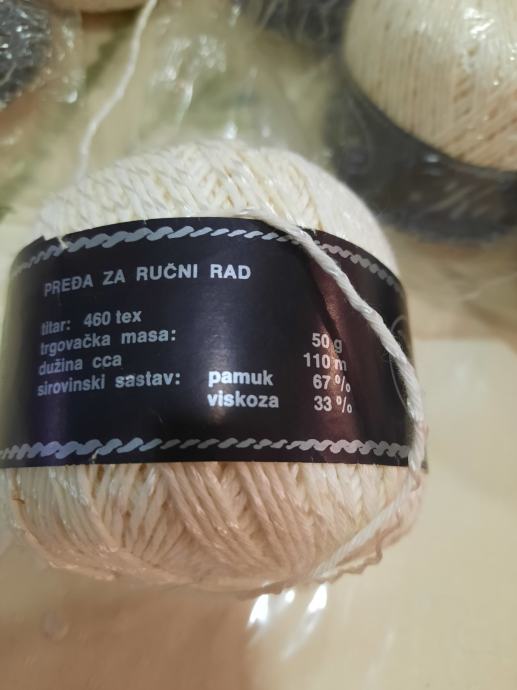 PREĐA ZA RUČNI RAD
titar: 460 tex
trgovačka masa: 50 g
dužina cca 110 m
sirovinski sastav: pamuk 67 %
viskoza 33 %